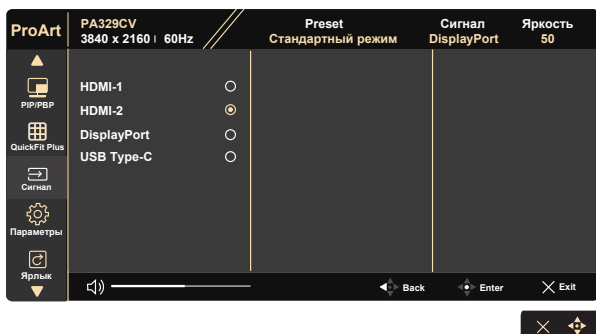 ProArt
PA329CV
3840 x 2160 60Hz
Preset
Стандартный режим
Сигнал
DisplayPort
Яркость
50
PIP/PBP
QuickFit Plus
Сигнал
Параметры
Ярлык
HDMI-1
HDMI-2
DisplayPort
USB Type-C
Back
Enter
Exit